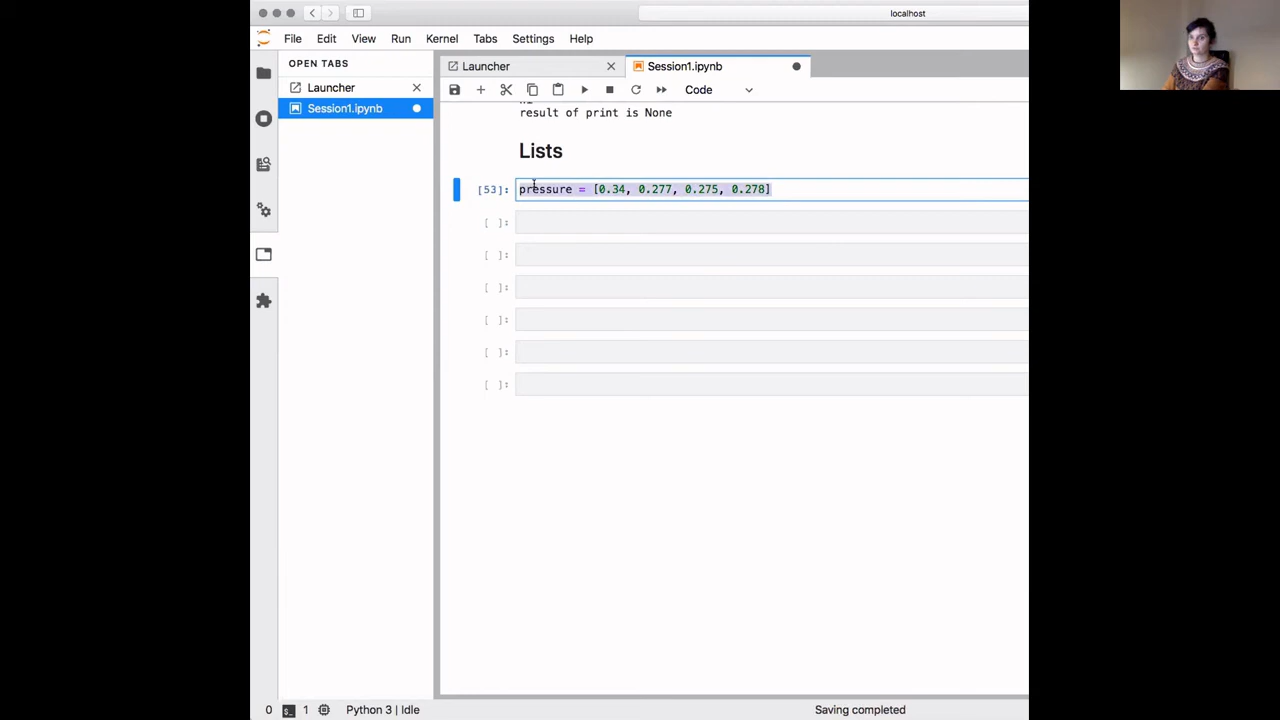 localhost
File Edit View Run Kernel Tabs Settings Help
OPEN TABS
Launcher
Session1.ipynb
Launcher
Session1.ipynb
Code
result of print is None
Lists
[53]: pressure = [0.34, 0.277, 0.275, 0.278]
[ ]:
[ ]:
[ ]:
[ ]:
[ ]:
[ ]:
0 $_ 1 Python 3 | Idle Saving completed